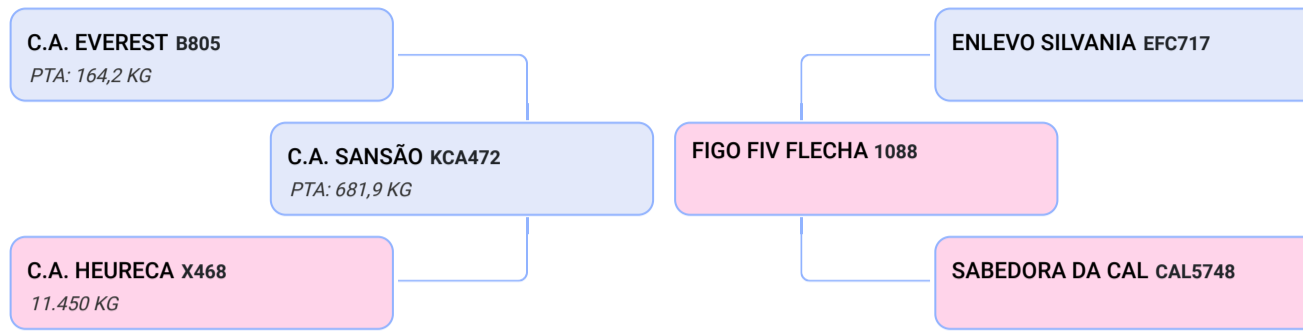 C.A. EVEREST B805
PTA: 164,2 KG
ENLEVO SILVANIA EFC717
C.A. SANSÃO KCA472
PTA: 681,9 KG
FIGO FIV FLECHA 1088
C.A. HEURECA X468
11.450 KG
SABEDORA DA CAL CAL5748